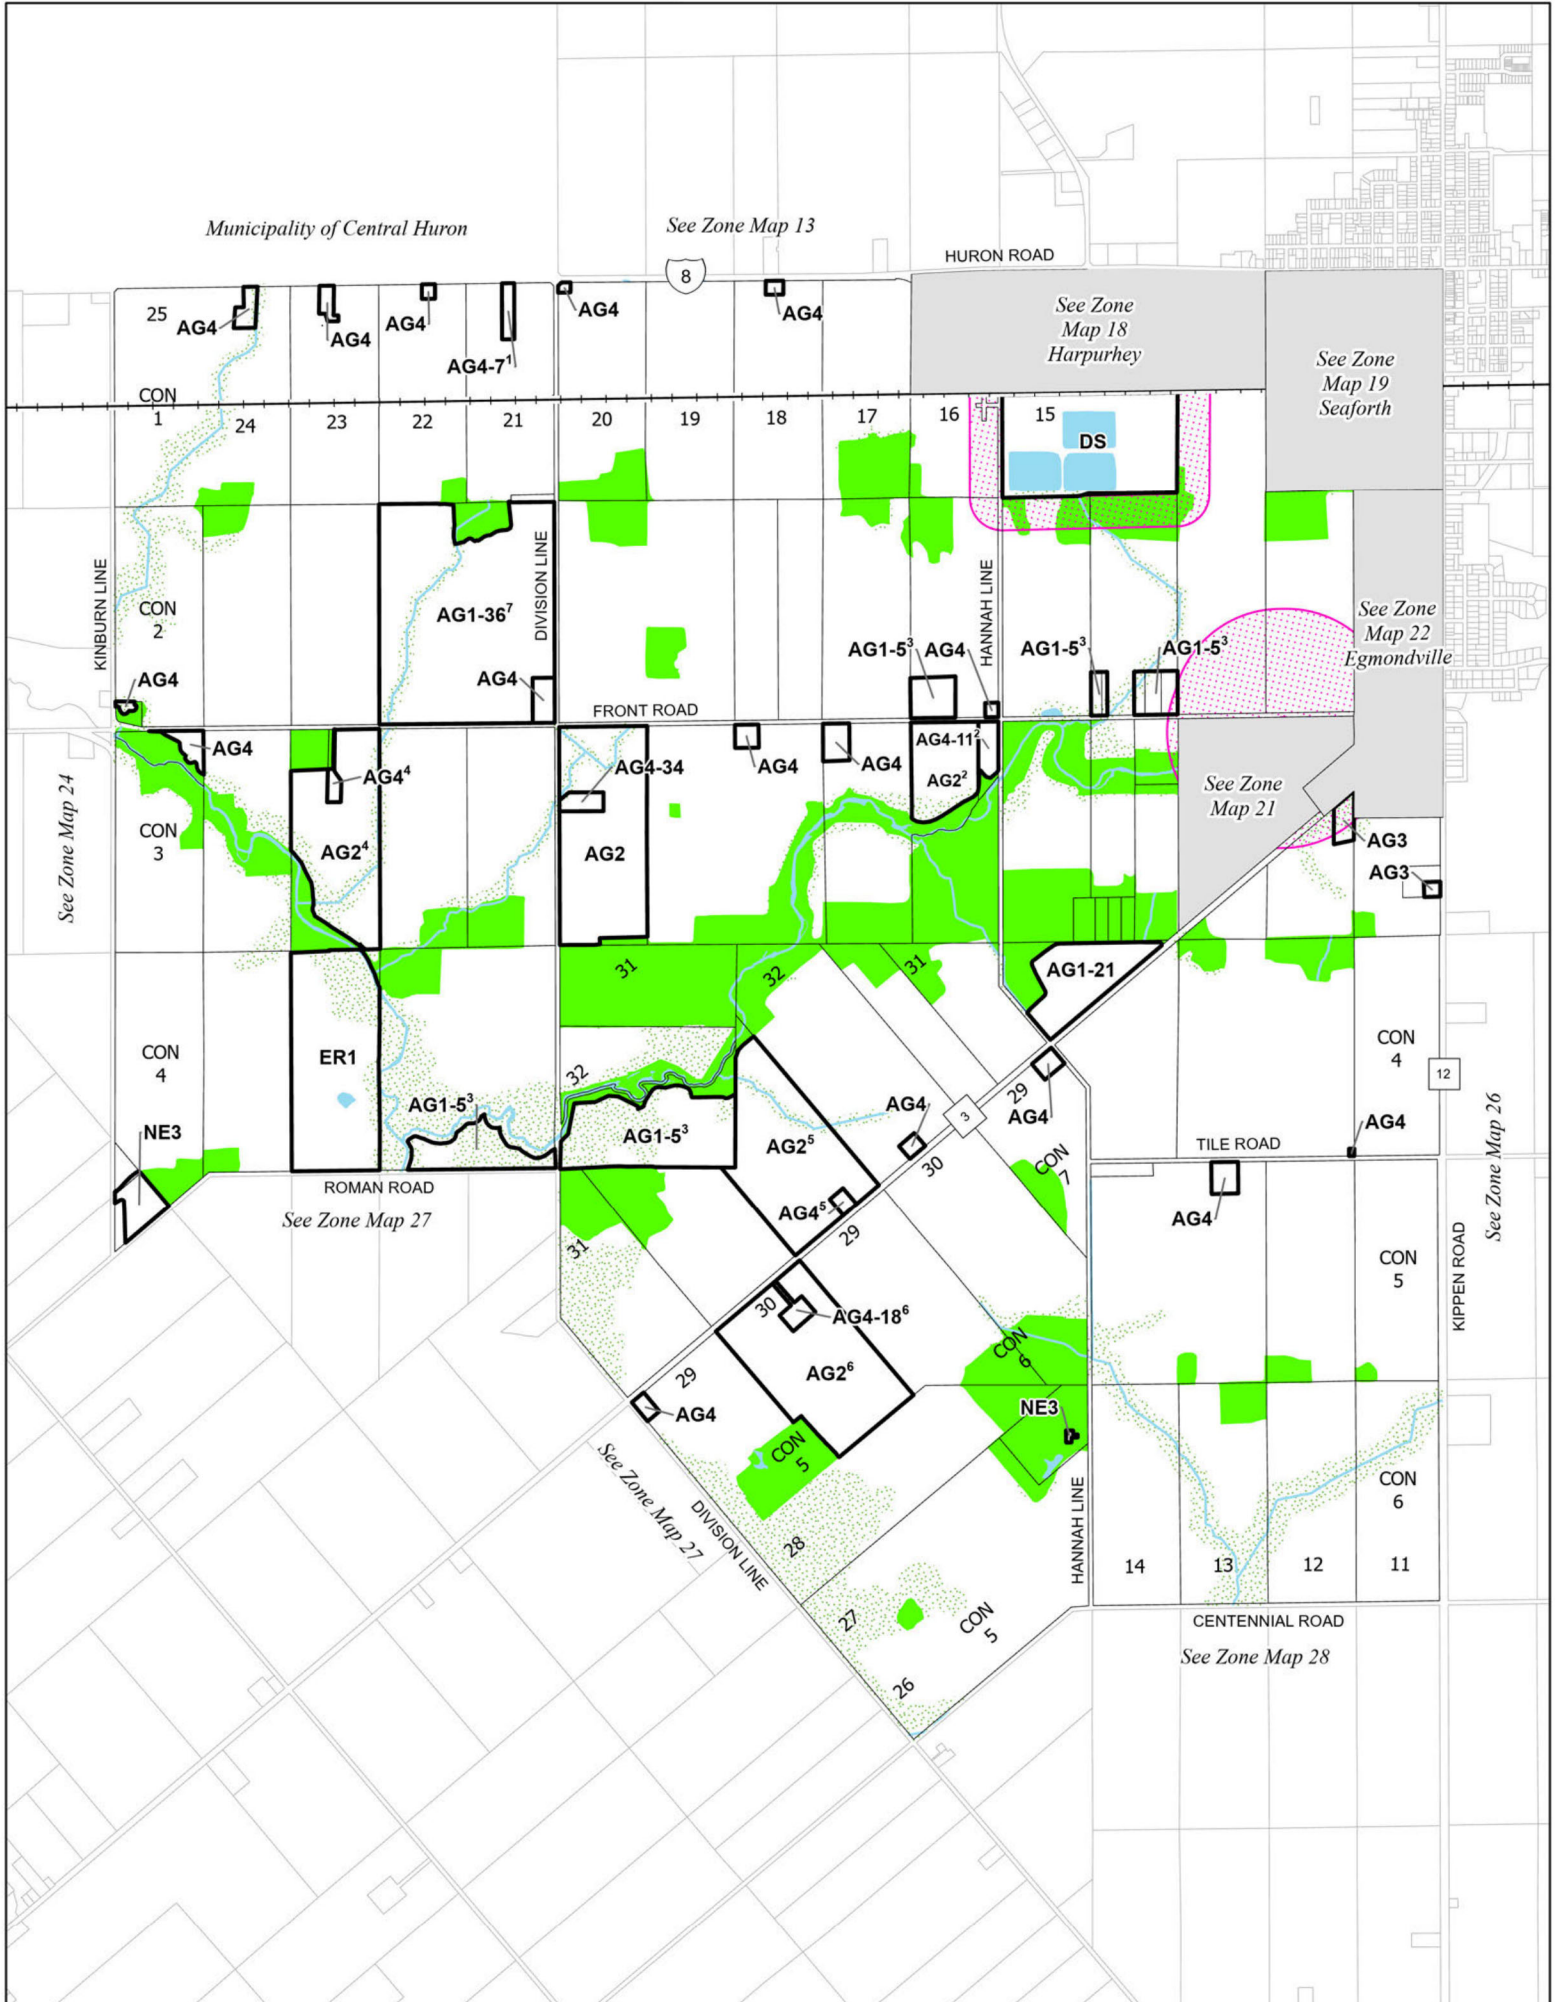 Municipality of Central Huron
See Zone Map 13
HURON ROAD
8
See Zone
Map 18
Harpurhey
See Zone
Map 19
Seaforth
25
AG4
AG4
AG4
AG4-7¹
AG4
AG4
CON
1
24
23
22
21
20
19
18
17
16
15
DS
KINBURN LINE
CON
2
AG1-36⁷
DIVISION LINE
AG4
AG4
FRONT ROAD
AG1-5³
AG4
HANNAH LINE
AG1-5³
AG1-5³
See Zone
Map 22
Egmondville
See Zone Map 24
AG4
AG4⁴
AG4-34
AG4
AG4
AG4-11²
AG2²
See Zone
Map 21
CON
3
AG2⁴
AG2
AG3
AG3
31
32
31
AG1-21
CON
4
ER1
32
CON
4
12
AG1-5³
AG1-5³
AG4
3
29
AG4
AG4
NE3
AG2⁵
30
CON
7
TILE ROAD
See Zone Map 26
ROMAN ROAD
See Zone Map 27
AG4⁵
29
AG4
31
30
AG4-18⁶
CON
5
KIPPEN ROAD
29
AG2⁶
CON
6
AG4
NE3
See Zone Map 27
CON
5
CON
6
DIVISION LINE
28
HANNAH LINE
14
13
12
11
27
CON
5
CENTENNIAL ROAD
See Zone Map 28
26